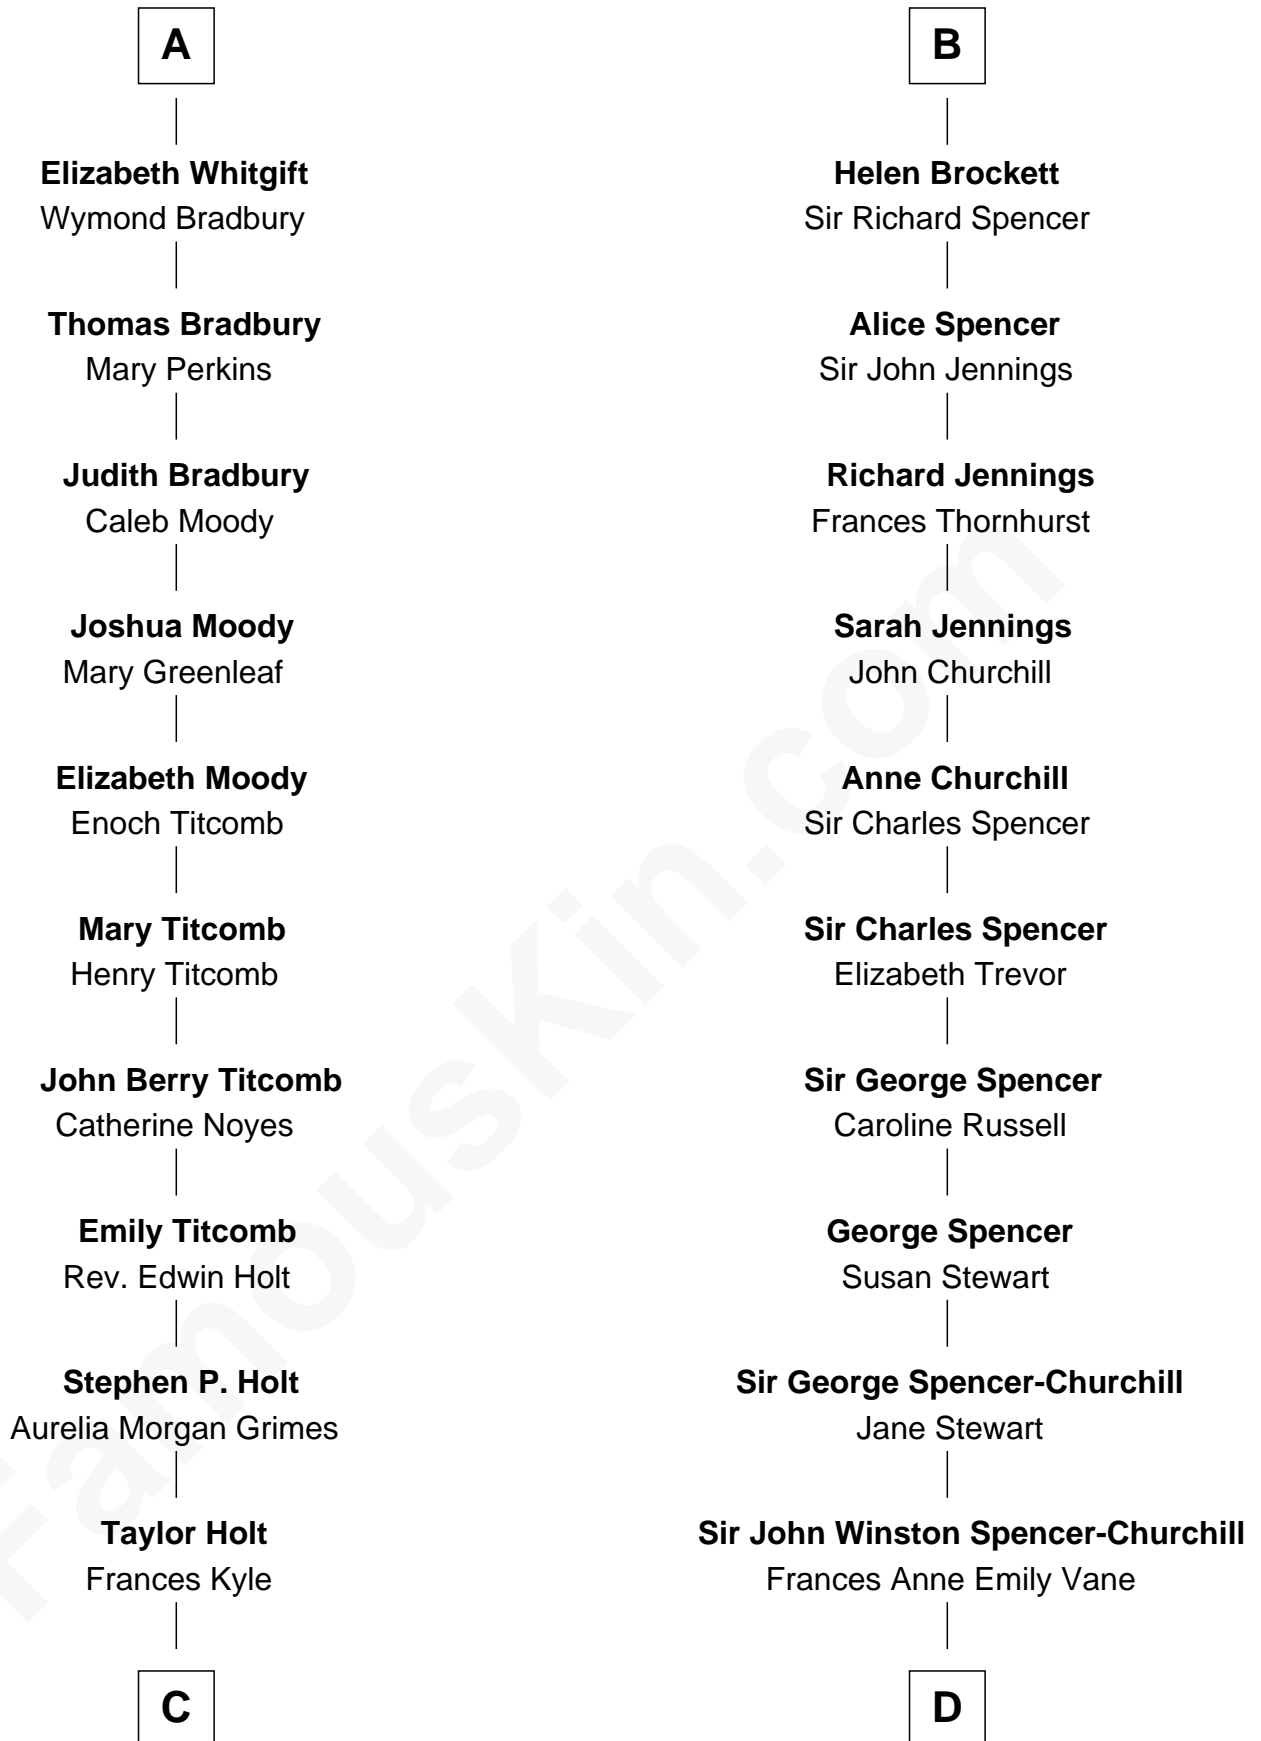 A
Elizabeth Whitgift
Wymond Bradbury
Thomas Bradbury
Mary Perkins
Judith Bradbury
Caleb Moody
Joshua Moody
Mary Greenleaf
Elizabeth Moody
Enoch Titcomb
Mary Titcomb
Henry Titcomb
John Berry Titcomb
Catherine Noyes
Emily Titcomb
Rev. Edwin Holt
Stephen P. Holt
Aurelia Morgan Grimes
Taylor Holt
Frances Kyle
C
B
Helen Brockett
Sir Richard Spencer
Alice Spencer
Sir John Jennings
Richard Jennings
Frances Thornhurst
Sarah Jennings
John Churchill
Anne Churchill
Sir Charles Spencer
Sir Charles Spencer
Elizabeth Trevor
Sir George Spencer
Caroline Russell
George Spencer
Susan Stewart
Sir George Spencer-Churchill
Jane Stewart
Sir John Winston Spencer-Churchill
Frances Anne Emily Vane
D
FamousKin.com